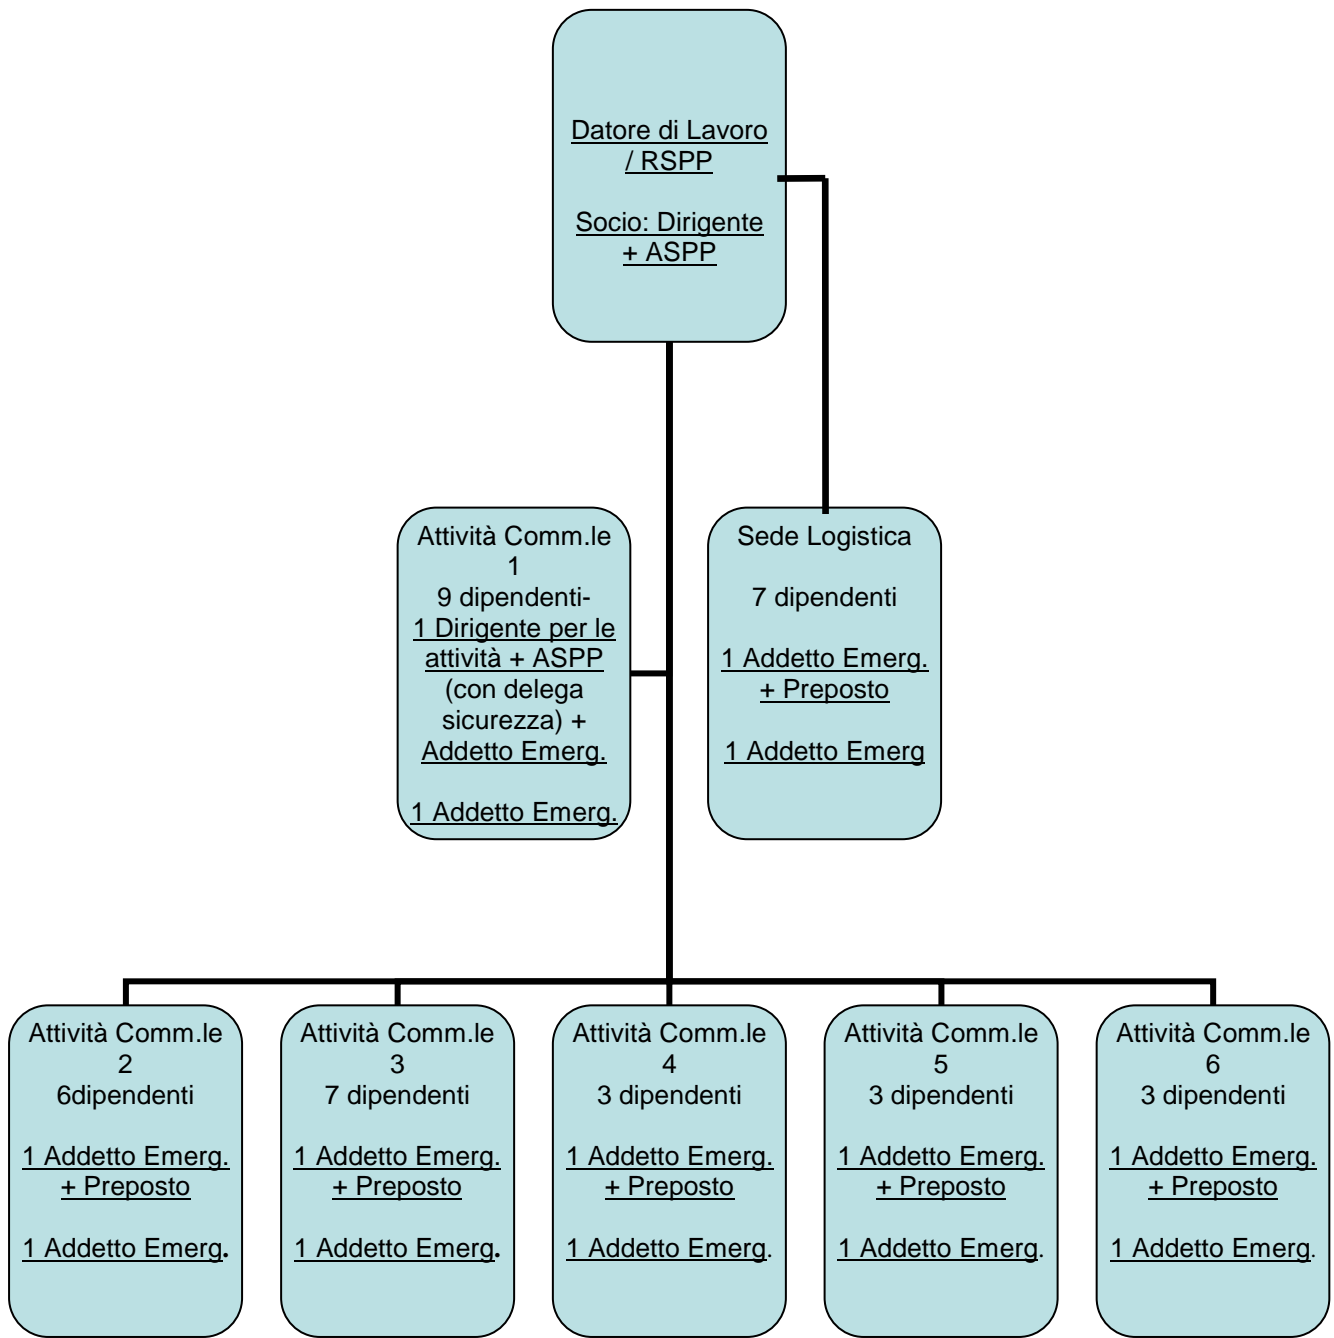 Datore di Lavoro
/ RSPP
Socio: Dirigente
+ ASPP
Attività Comm.le
1
9 dipendenti-
1 Dirigente per le
attività + ASPP
(con delega
sicurezza) +
Addetto Emerg.
1 Addetto Emerg.
Sede Logistica
7 dipendenti
1 Addetto Emerg.
+ Preposto
1 Addetto Emerg
Attività Comm.le
2
6dipendenti
1 Addetto Emerg.
+ Preposto
1 Addetto Emerg.
Attività Comm.le
3
7 dipendenti
1 Addetto Emerg.
+ Preposto
1 Addetto Emerg.
Attività Comm.le
4
3 dipendenti
1 Addetto Emerg.
+ Preposto
1 Addetto Emerg.
Attività Comm.le
5
3 dipendenti
1 Addetto Emerg.
+ Preposto
1 Addetto Emerg.
Attività Comm.le
6
3 dipendenti
1 Addetto Emerg.
+ Preposto
1 Addetto Emerg.